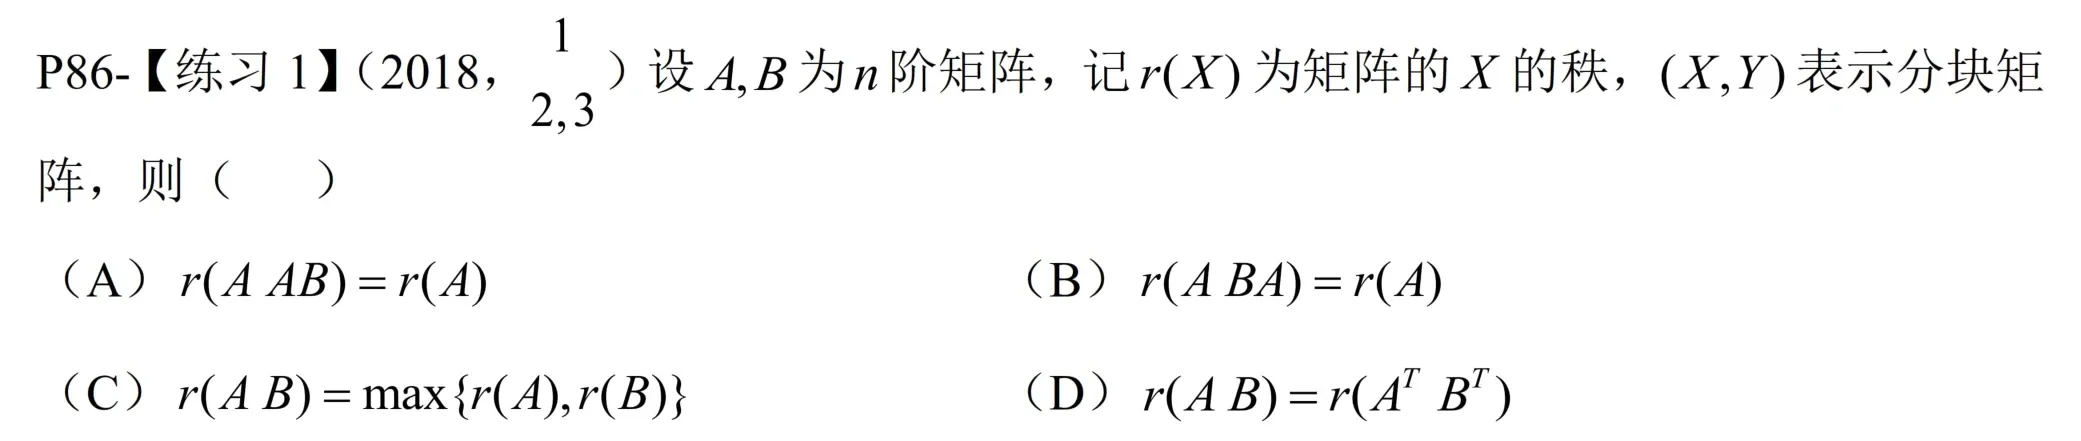 P86-【练习 1】（2018， 1 2,3 ）设 A,B 为 n 阶矩阵，记 r(X) 为矩阵的 X 的秩，(X,Y) 表示分块矩
阵，则（ ）
（A）r(A AB) = r(A) （B）r(A BA) = r(A)
（C）r(A B) = max{r(A),r(B)} （D）r(A B) = r(A^T B^T)